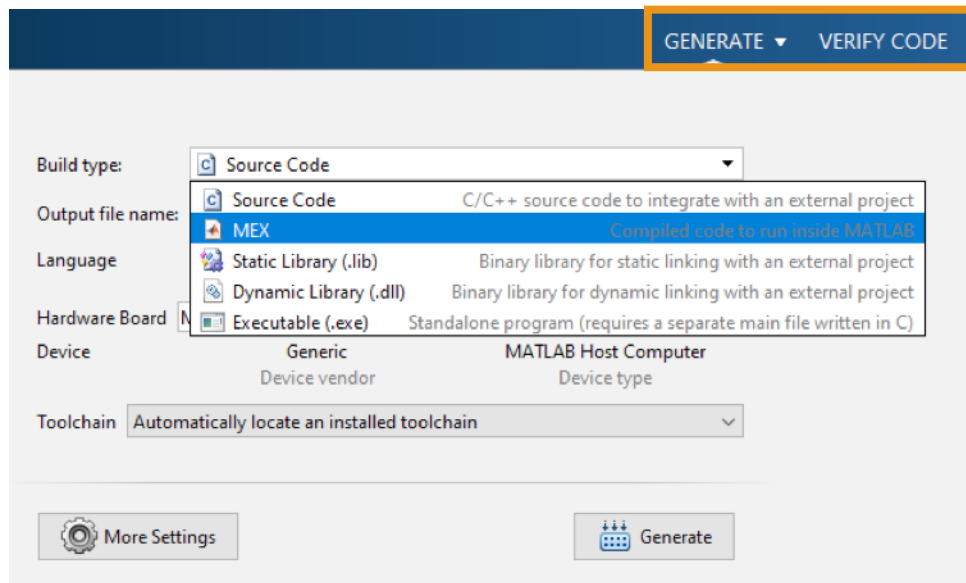 GENERATE VERIFY CODE
Build type: Source Code
Source Code C/C++ source code to integrate with an external project
Output file name:
MEX Compiled code to run inside MATLAB
Language Static Library (.lib) Binary library for static linking with an external project
Dynamic Library (.dll) Binary library for dynamic linking with an external project
Hardware Board N Executable (.exe) Standalone program (requires a separate main file written in C)
Device Generic MATLAB Host Computer
Device vendor Device type
Toolchain Automatically locate an installed toolchain
More Settings Generate